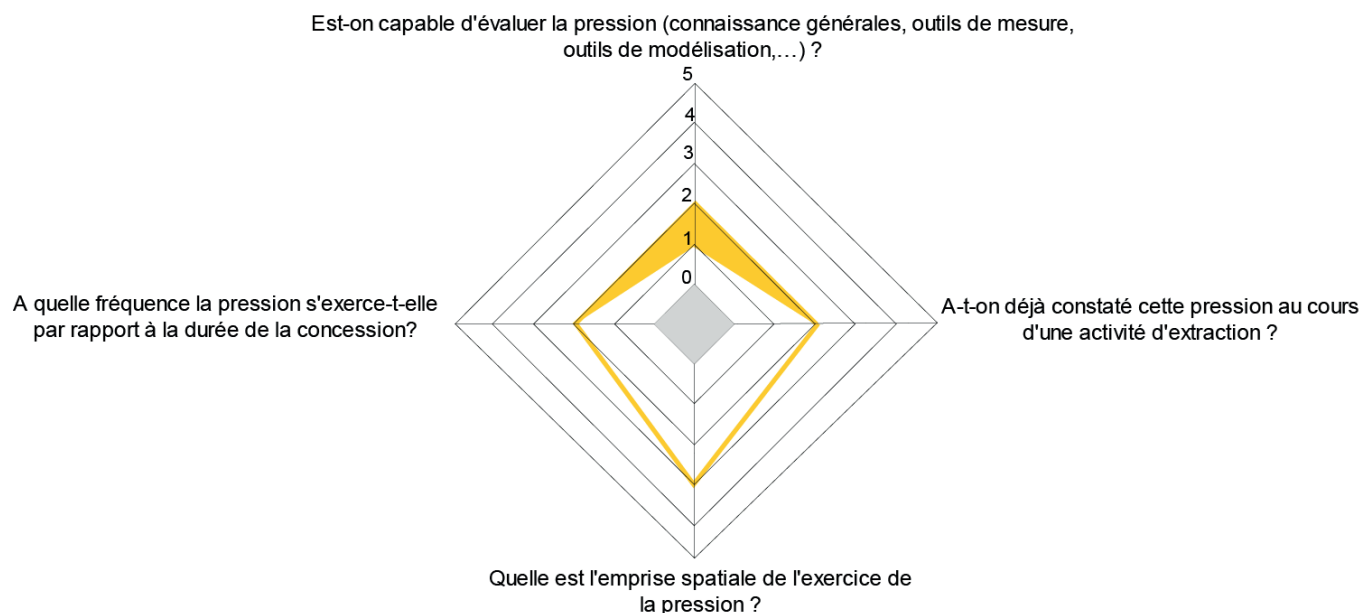 Est-on capable d'évaluer la pression (connaissance générales, outils de mesure,
outils de modélisation,…) ?
5
4
3
2
1
0
A quelle fréquence la pression s'exerce-t-elle
par rapport à la durée de la concession?
A-t-on déjà constaté cette pression au cours
d'une activité d'extraction ?
Quelle est l'emprise spatiale de l'exercice de
la pression ?